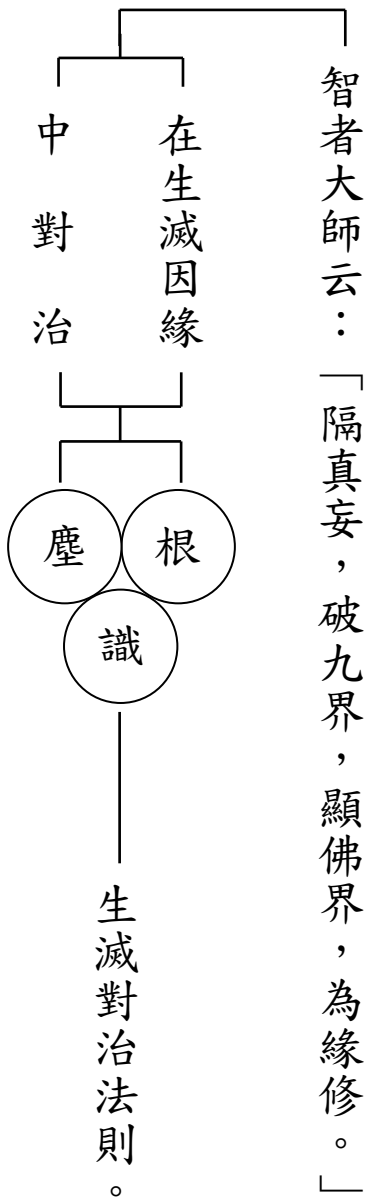 智者大師云：「隔真妄，破九界，顯佛界，為緣修。」
在生滅因緣
中對治
根
塵
識
生滅對治法則。